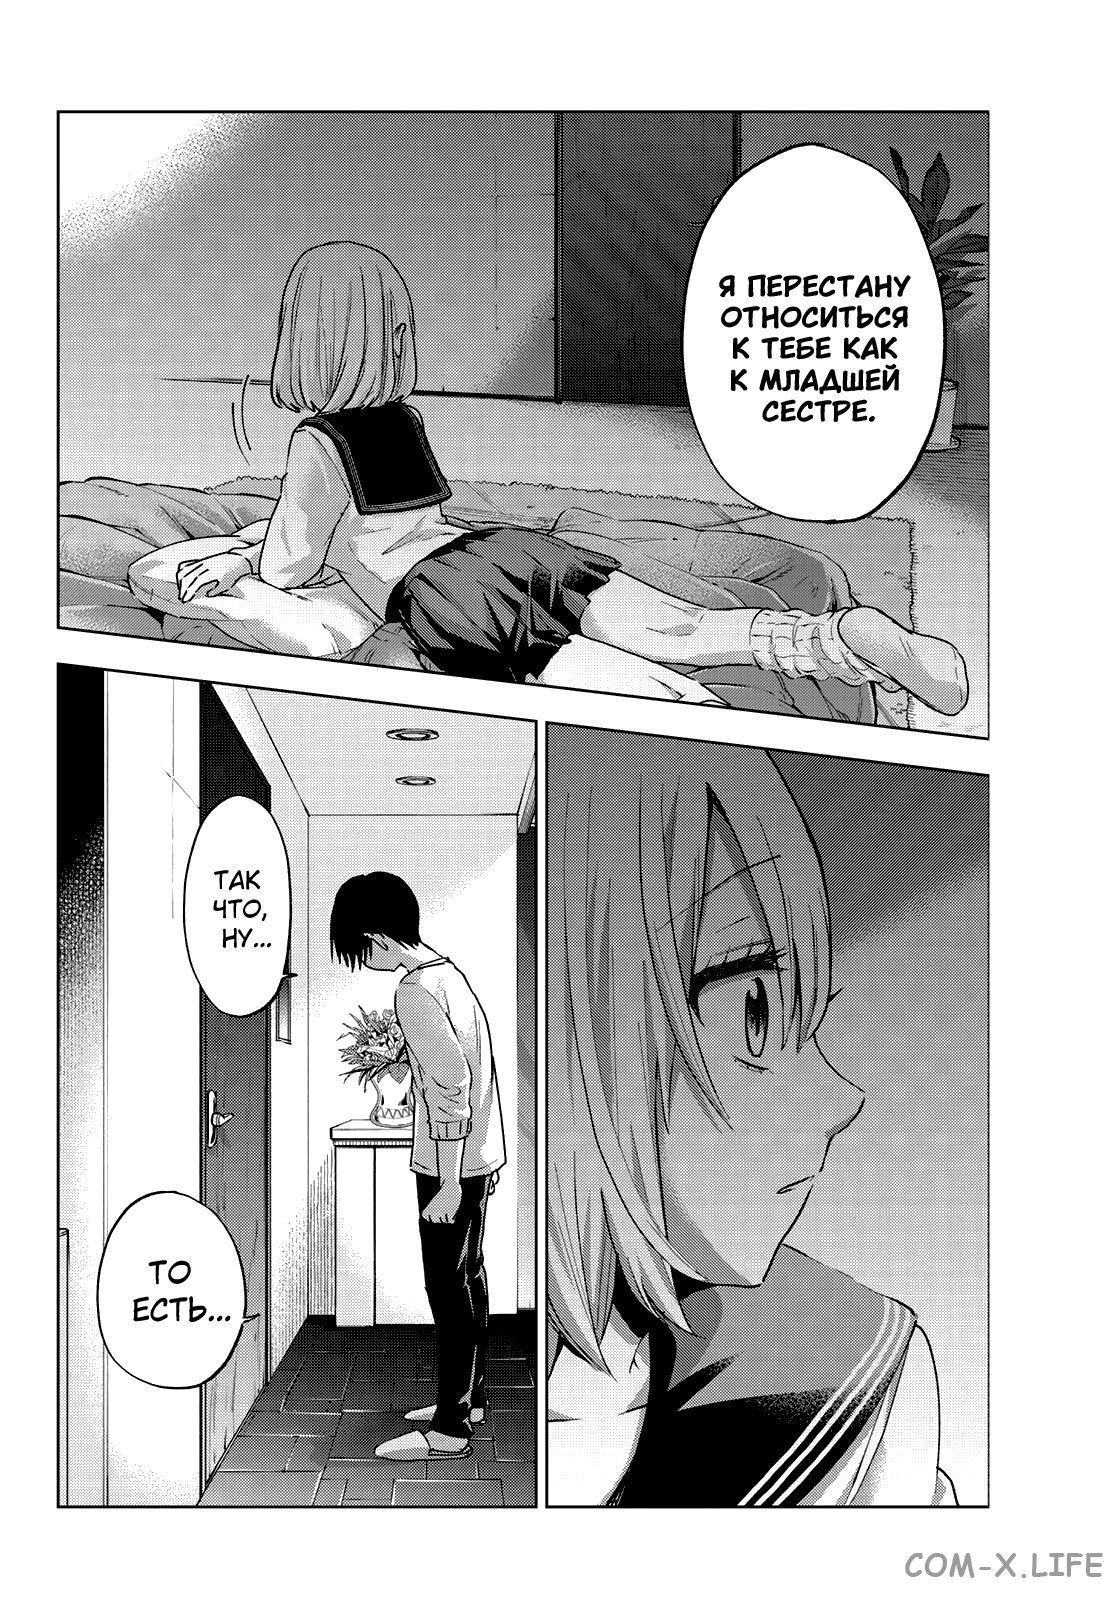 Я ПЕРЕСТАНУ
ОТНОСИТЬСЯ
К ТЕБЕ КАК
К МЛАДШЕЙ
СЕСТРЕ.
ТАК
ЧТО,
НУ...
ТО
ЕСТЬ...
COM-X.LIFE